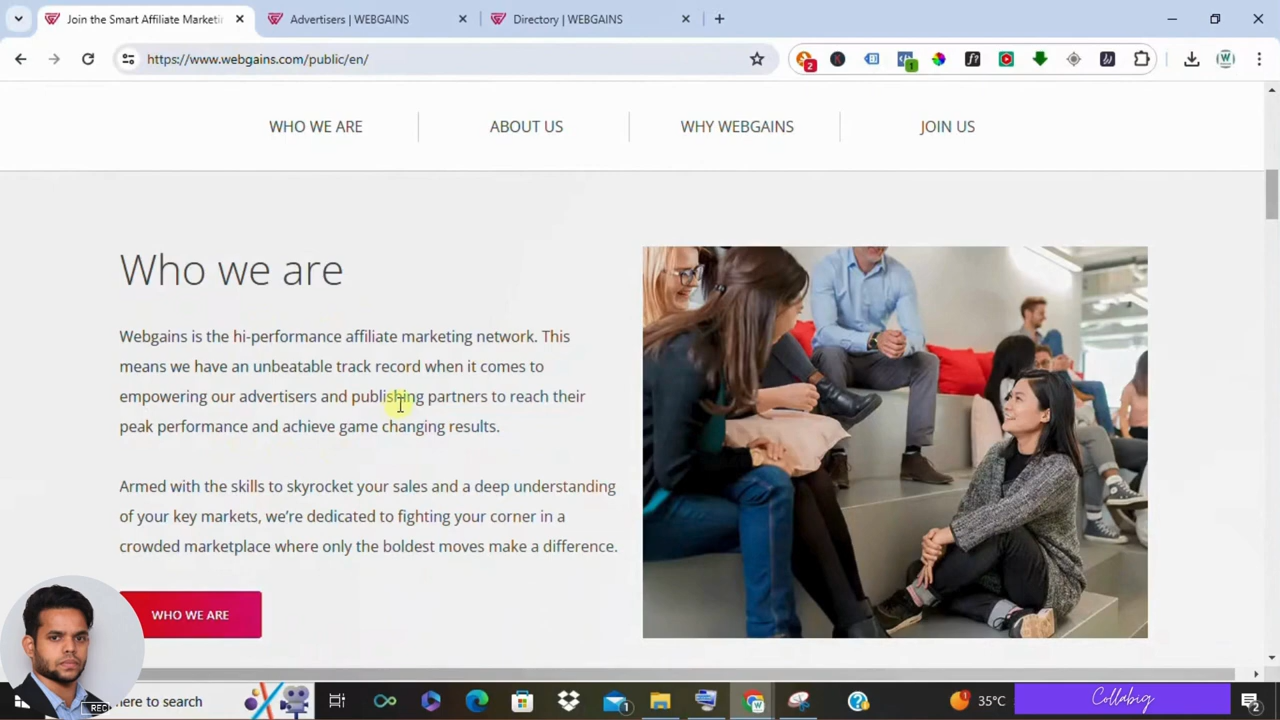 Join the Smart Affiliate Marketi
Advertisers | WEBGAINS
Directory | WEBGAINS
https://www.webgains.com/public/en/
2
1
WHO WE ARE
ABOUT US
WHY WEBGAINS
JOIN US
Who we are
Webgains is the hi-performance affiliate marketing network. This
means we have an unbeatable track record when it comes to
empowering our advertisers and publishing partners to reach their
peak performance and achieve game changing results.
Armed with the skills to skyrocket your sales and a deep understanding
of your key markets, we're dedicated to fighting your corner in a
crowded marketplace where only the boldest moves make a difference.
WHO WE ARE
REC
here to search
1
35°C
Collabig
2